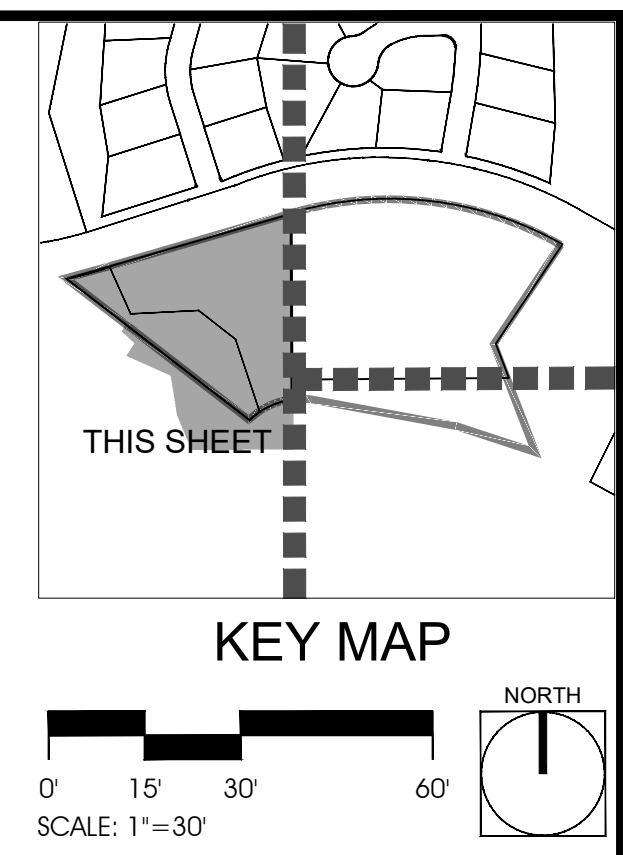 THIS SHEET
KEY MAP
NORTH
0' 15' 30' 60'
SCALE: 1"=30'